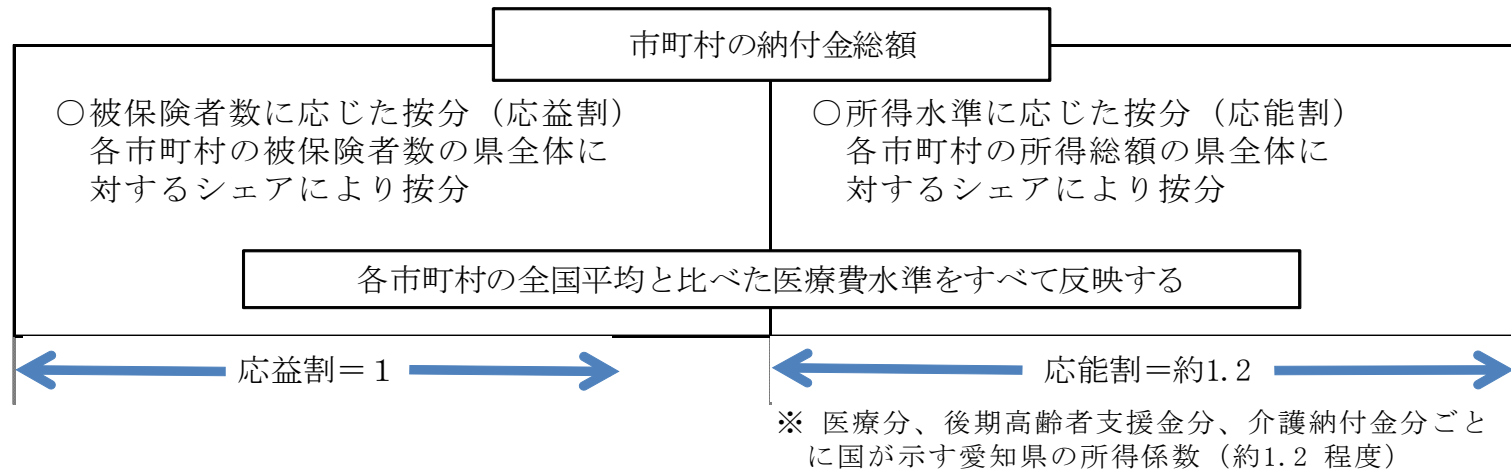 市町村の納付金総額
○被保険者数に応じた按分（応益割）
各市町村の被保険者数の県全体に
対するシェアにより按分
○所得水準に応じた按分（応能割）
各市町村の所得総額の県全体に
対するシェアにより按分
各市町村の全国平均と比べた医療費水準をすべて反映する
応益割＝１
応能割＝約1.2
※ 医療分、後期高齢者支援金分、介護納付金分ごと
に国が示す愛知県の所得係数（約1.2 程度）